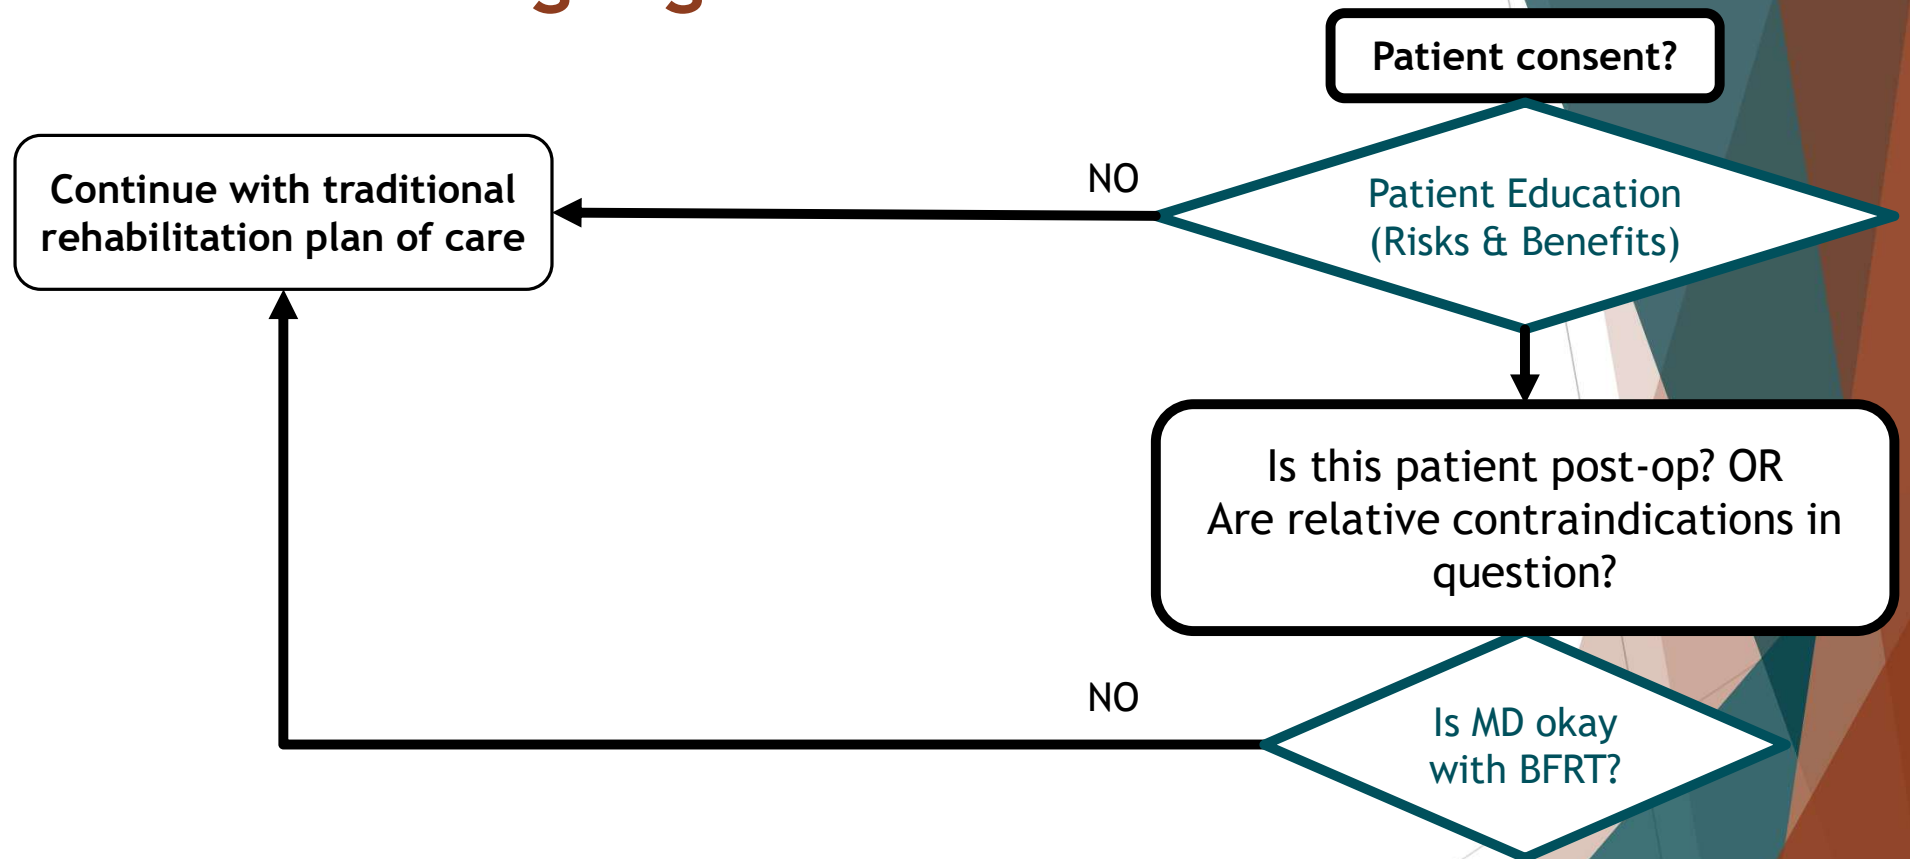 Patient consent?
NO
Patient Education
(Risks & Benefits)
Continue with traditional
rehabilitation plan of care
Is this patient post-op? OR
Are relative contraindications in
question?
NO
Is MD okay
with BFRT?